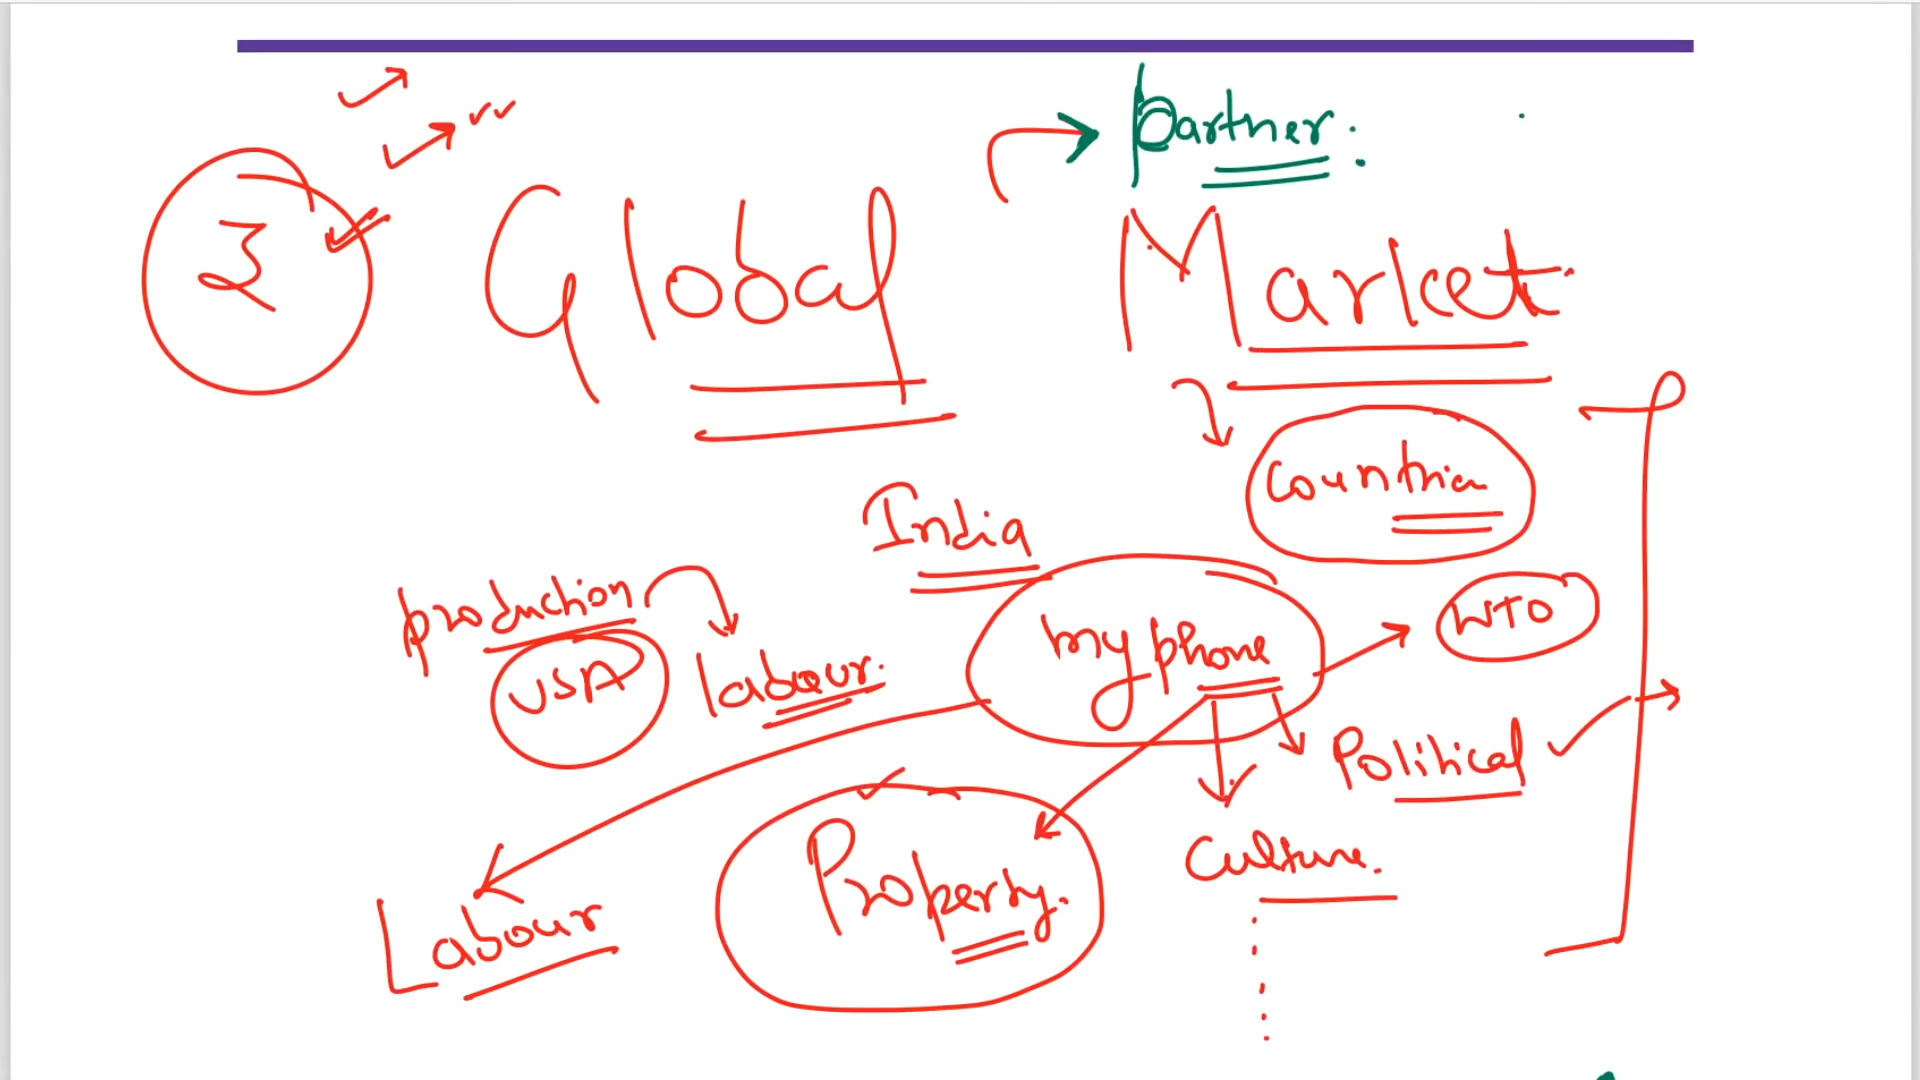 partner.
3 Global Market
Countries
India
production
my phone
WTO
USA
labour.
Political
Property.
Culture.
Labour